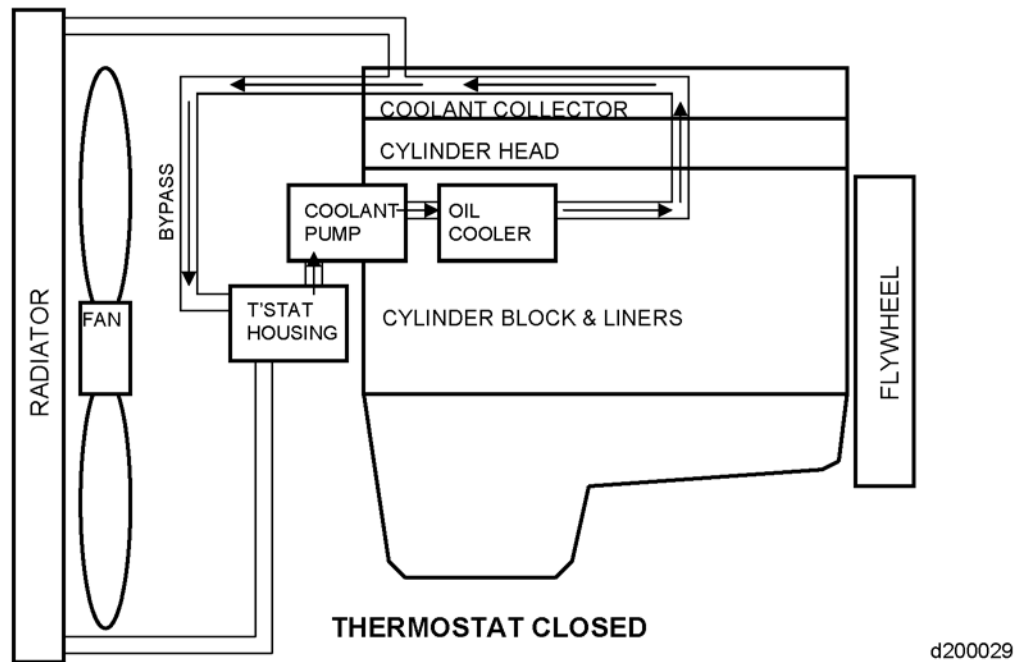 COOLANT COLLECTOR
CYLINDER HEAD
BYPASS
COOLANT
PUMP
OIL
COOLER
T'STAT
HOUSING
CYLINDER BLOCK & LINERS
FAN
RADIATOR
FLYWHEEL
THERMOSTAT CLOSED
d200029